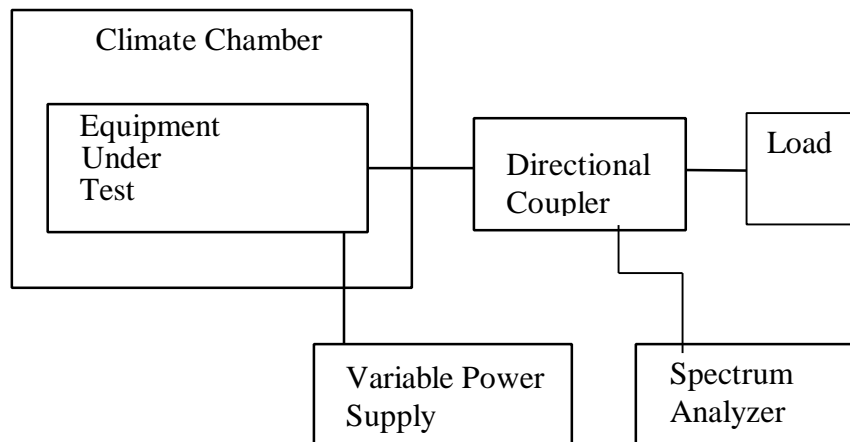 Climate Chamber
Equipment
Under
Test
Directional
Coupler
Load
Variable Power
Supply
Spectrum
Analyzer